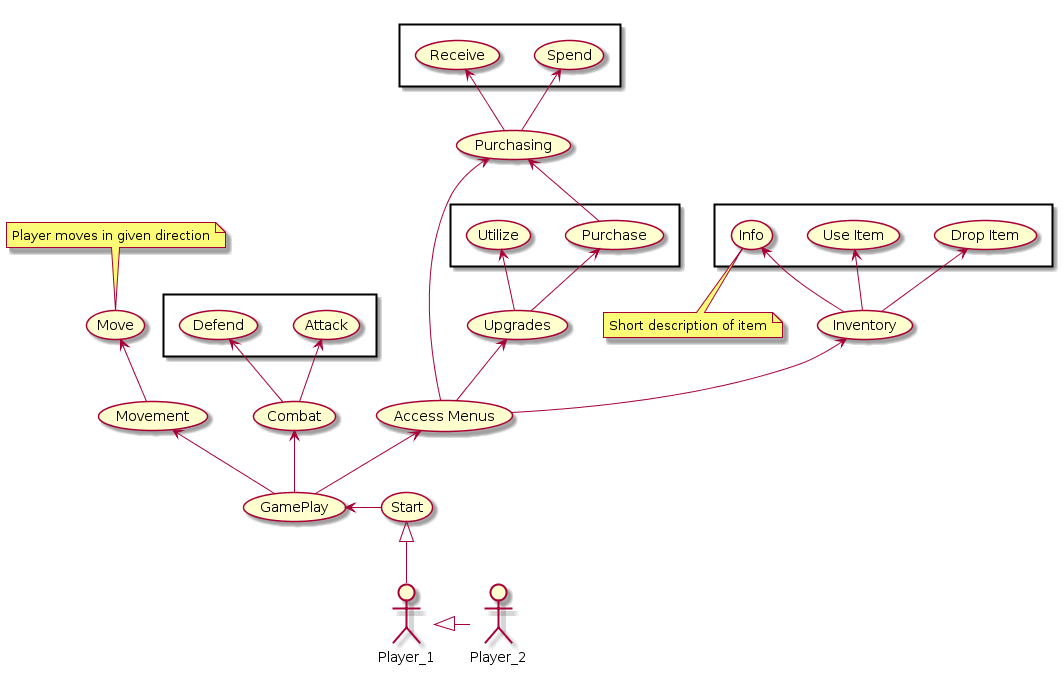 Receive
Spend
Purchasing
Player moves in given direction
Utilize
Purchase
Info
Use Item
Drop Item
Move
Defend
Attack
Upgrades
Short description of item
Inventory
Movement
Combat
Access Menus
GamePlay
Start
Player_1
Player_2